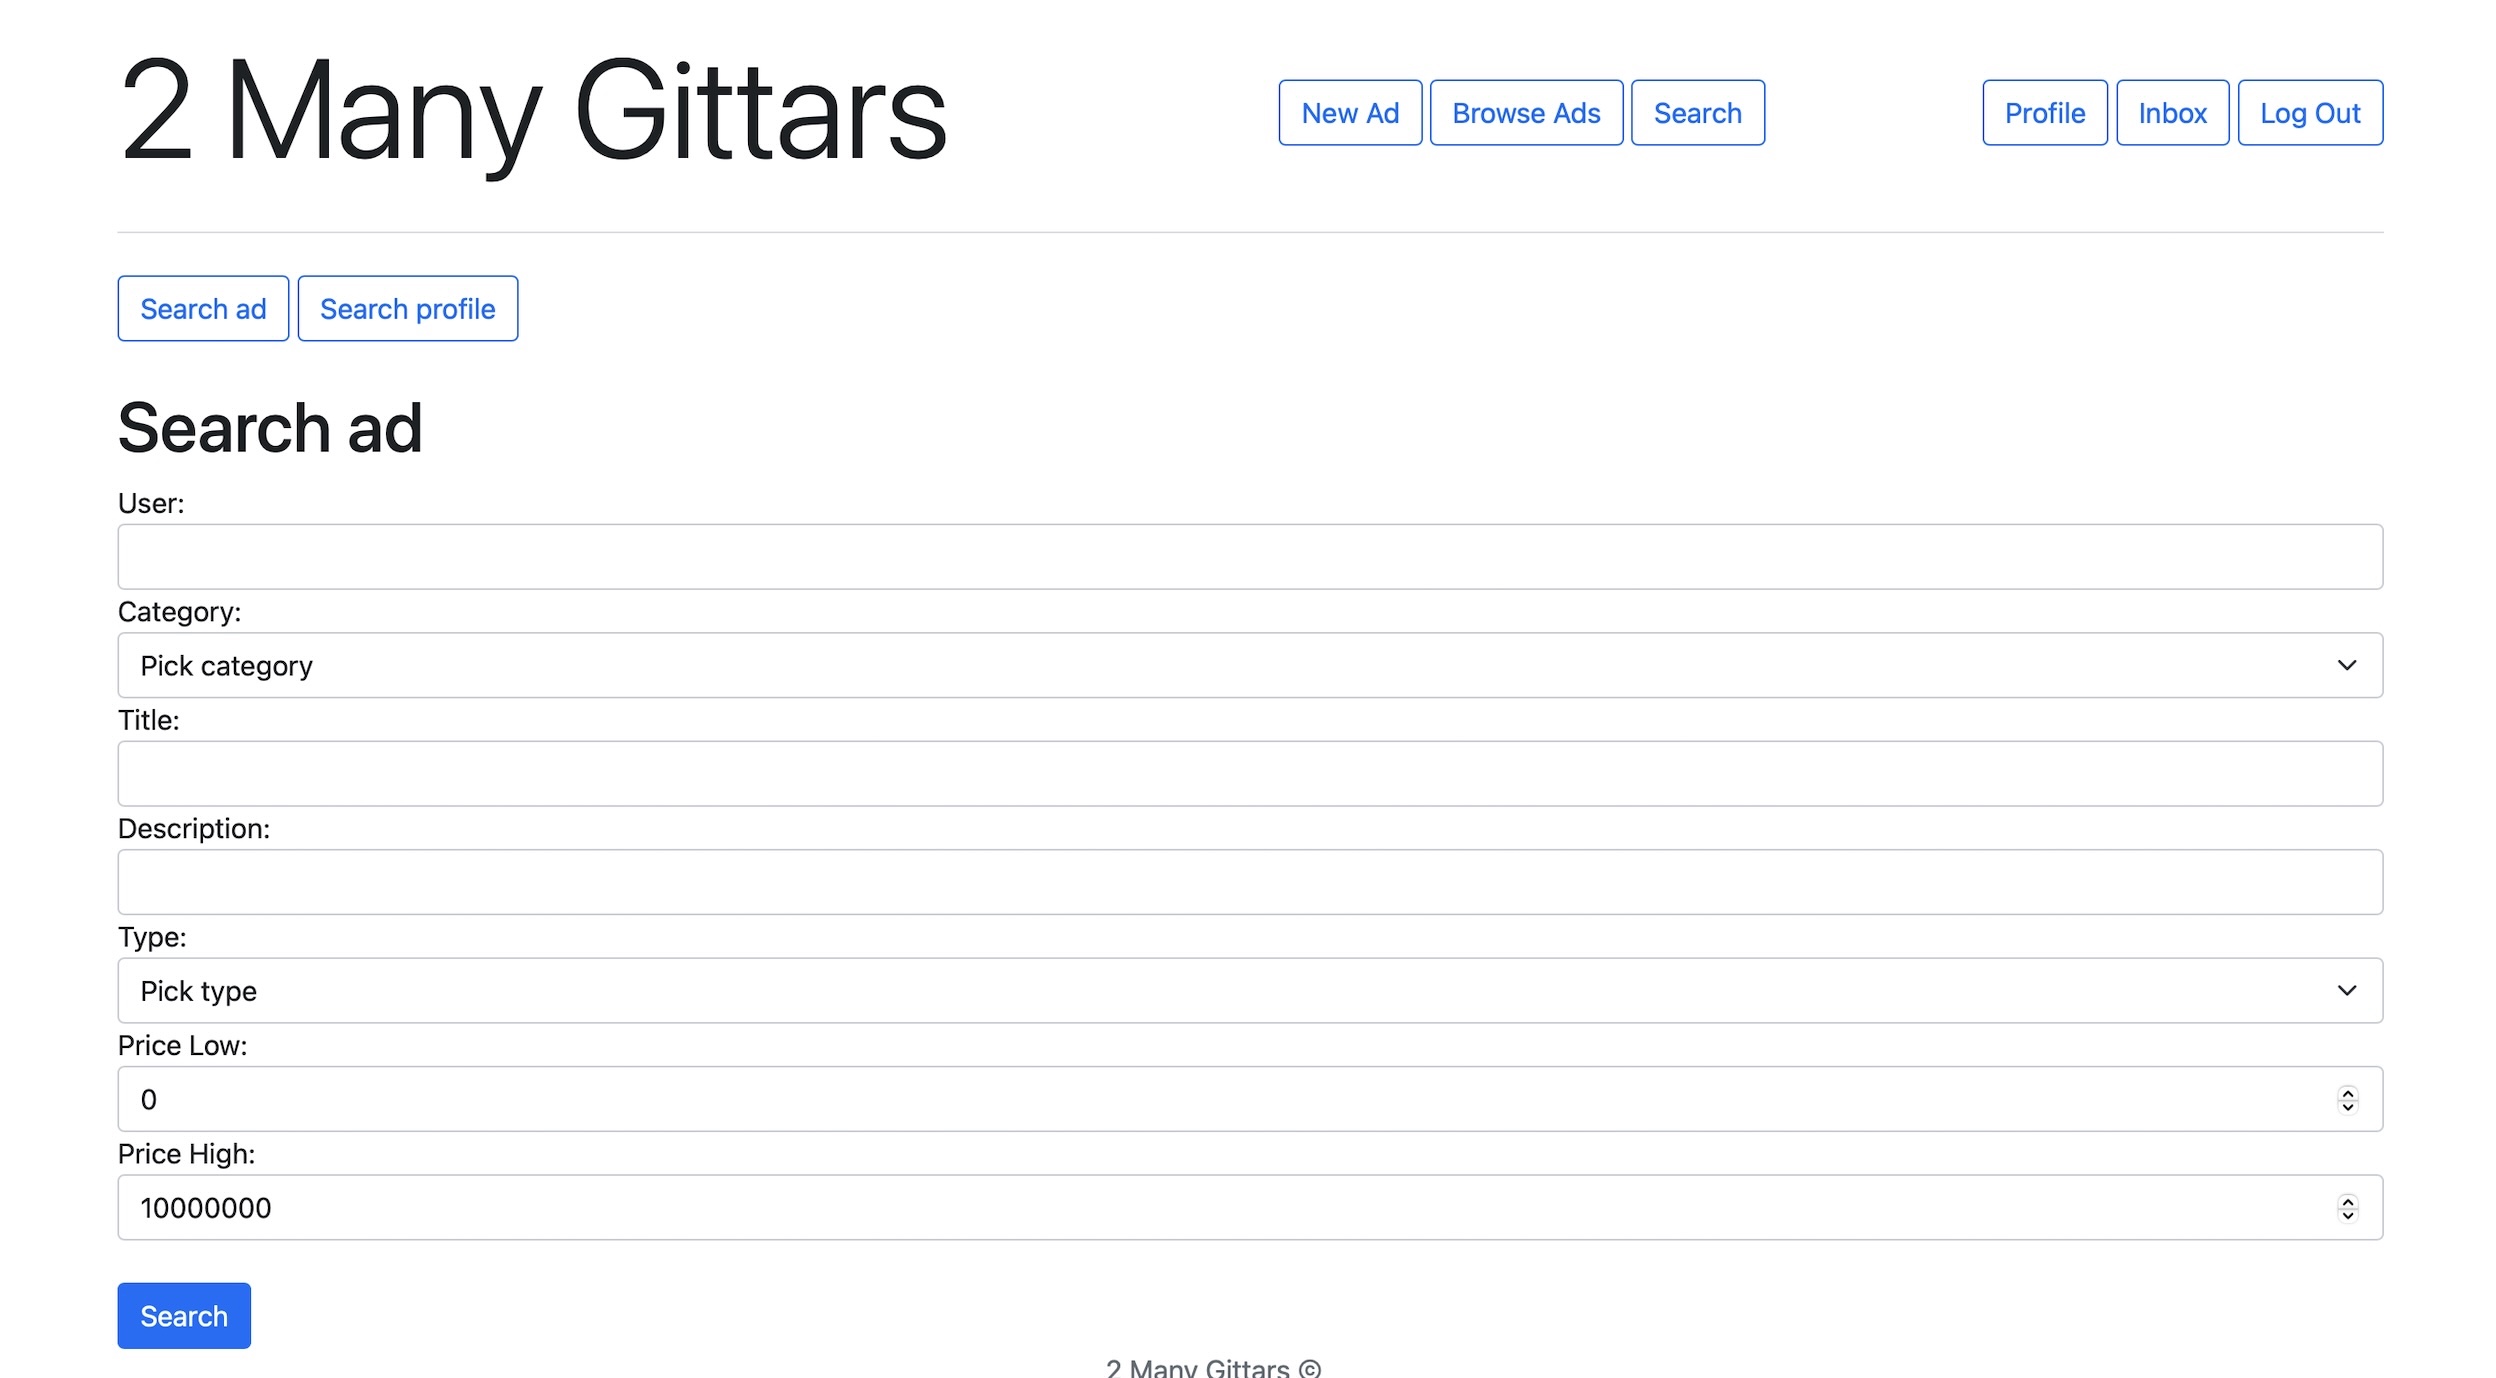 2 Many Gittars
New Ad Browse Ads Search
Profile Inbox Log Out
Search ad Search profile
Search ad
User:
Category:
Pick category
Title:
Description:
Type:
Pick type
Price Low:
0
Price High:
10000000
Search
2 Many Gittars ©